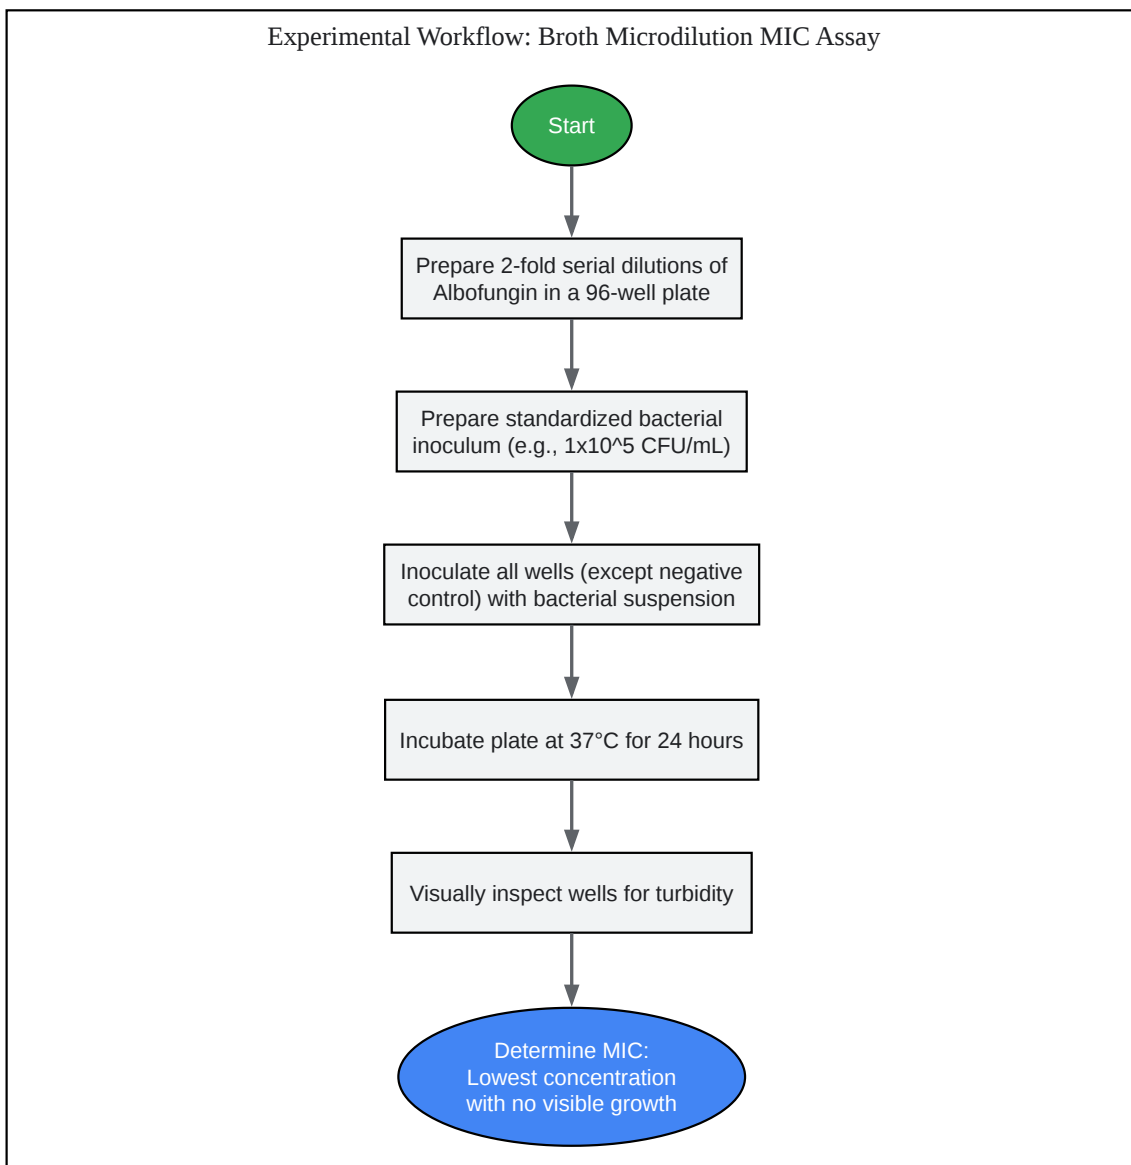 Experimental Workflow: Broth Microdilution MIC Assay
Start
Prepare 2-fold serial dilutions of
Albofungin in a 96-well plate
Prepare standardized bacterial
inoculum (e.g., 1x10^5 CFU/mL)
Inoculate all wells (except negative
control) with bacterial suspension
Incubate plate at 37°C for 24 hours
Visually inspect wells for turbidity
Determine MIC:
Lowest concentration
with no visible growth